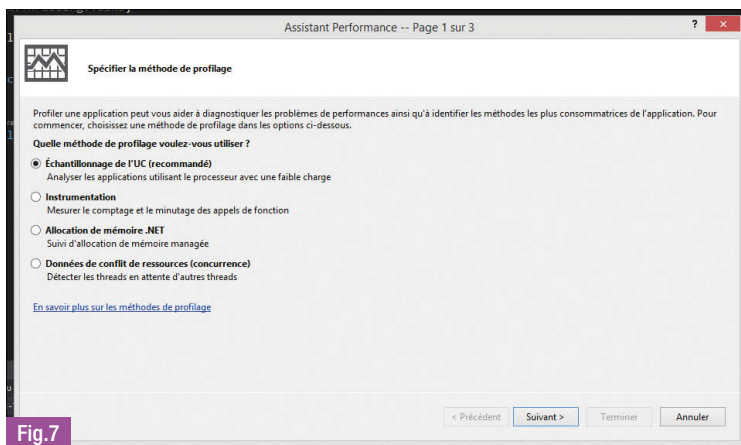 Assistant Performance -- Page 1 sur 3
?
Spécifier la méthode de profilage
Profiler une application peut vous aider à diagnostiquer les problèmes de performances ainsi qu'à identifier les méthodes les plus consommatrices de l'application. Pour
commencer, choisissez une méthode de profilage dans les options ci-dessous.
Quelle méthode de profilage voulez-vous utiliser ?
Échantillonnage de l'UC (recommandé)
Analyser les applications utilisant le processeur avec une faible charge
Instrumentation
Mesurer le comptage et le minutage des appels de fonction
Allocation de mémoire .NET
Suivi d'allocation de mémoire managée
Données de conflit de ressources (concurrence)
Détecter les threads en attente d'autres threads
En savoir plus sur les méthodes de profilage
< Précédent
Suivant >
Terminer
Annuler
Fig.7